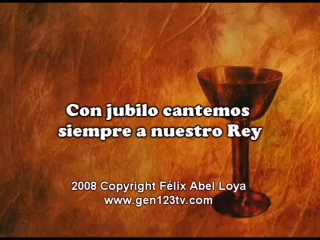 Con jubilo cantemos
siempre a nuestro Rey
2008 Copyright Félix Abel Loya
www.gen123tv.com